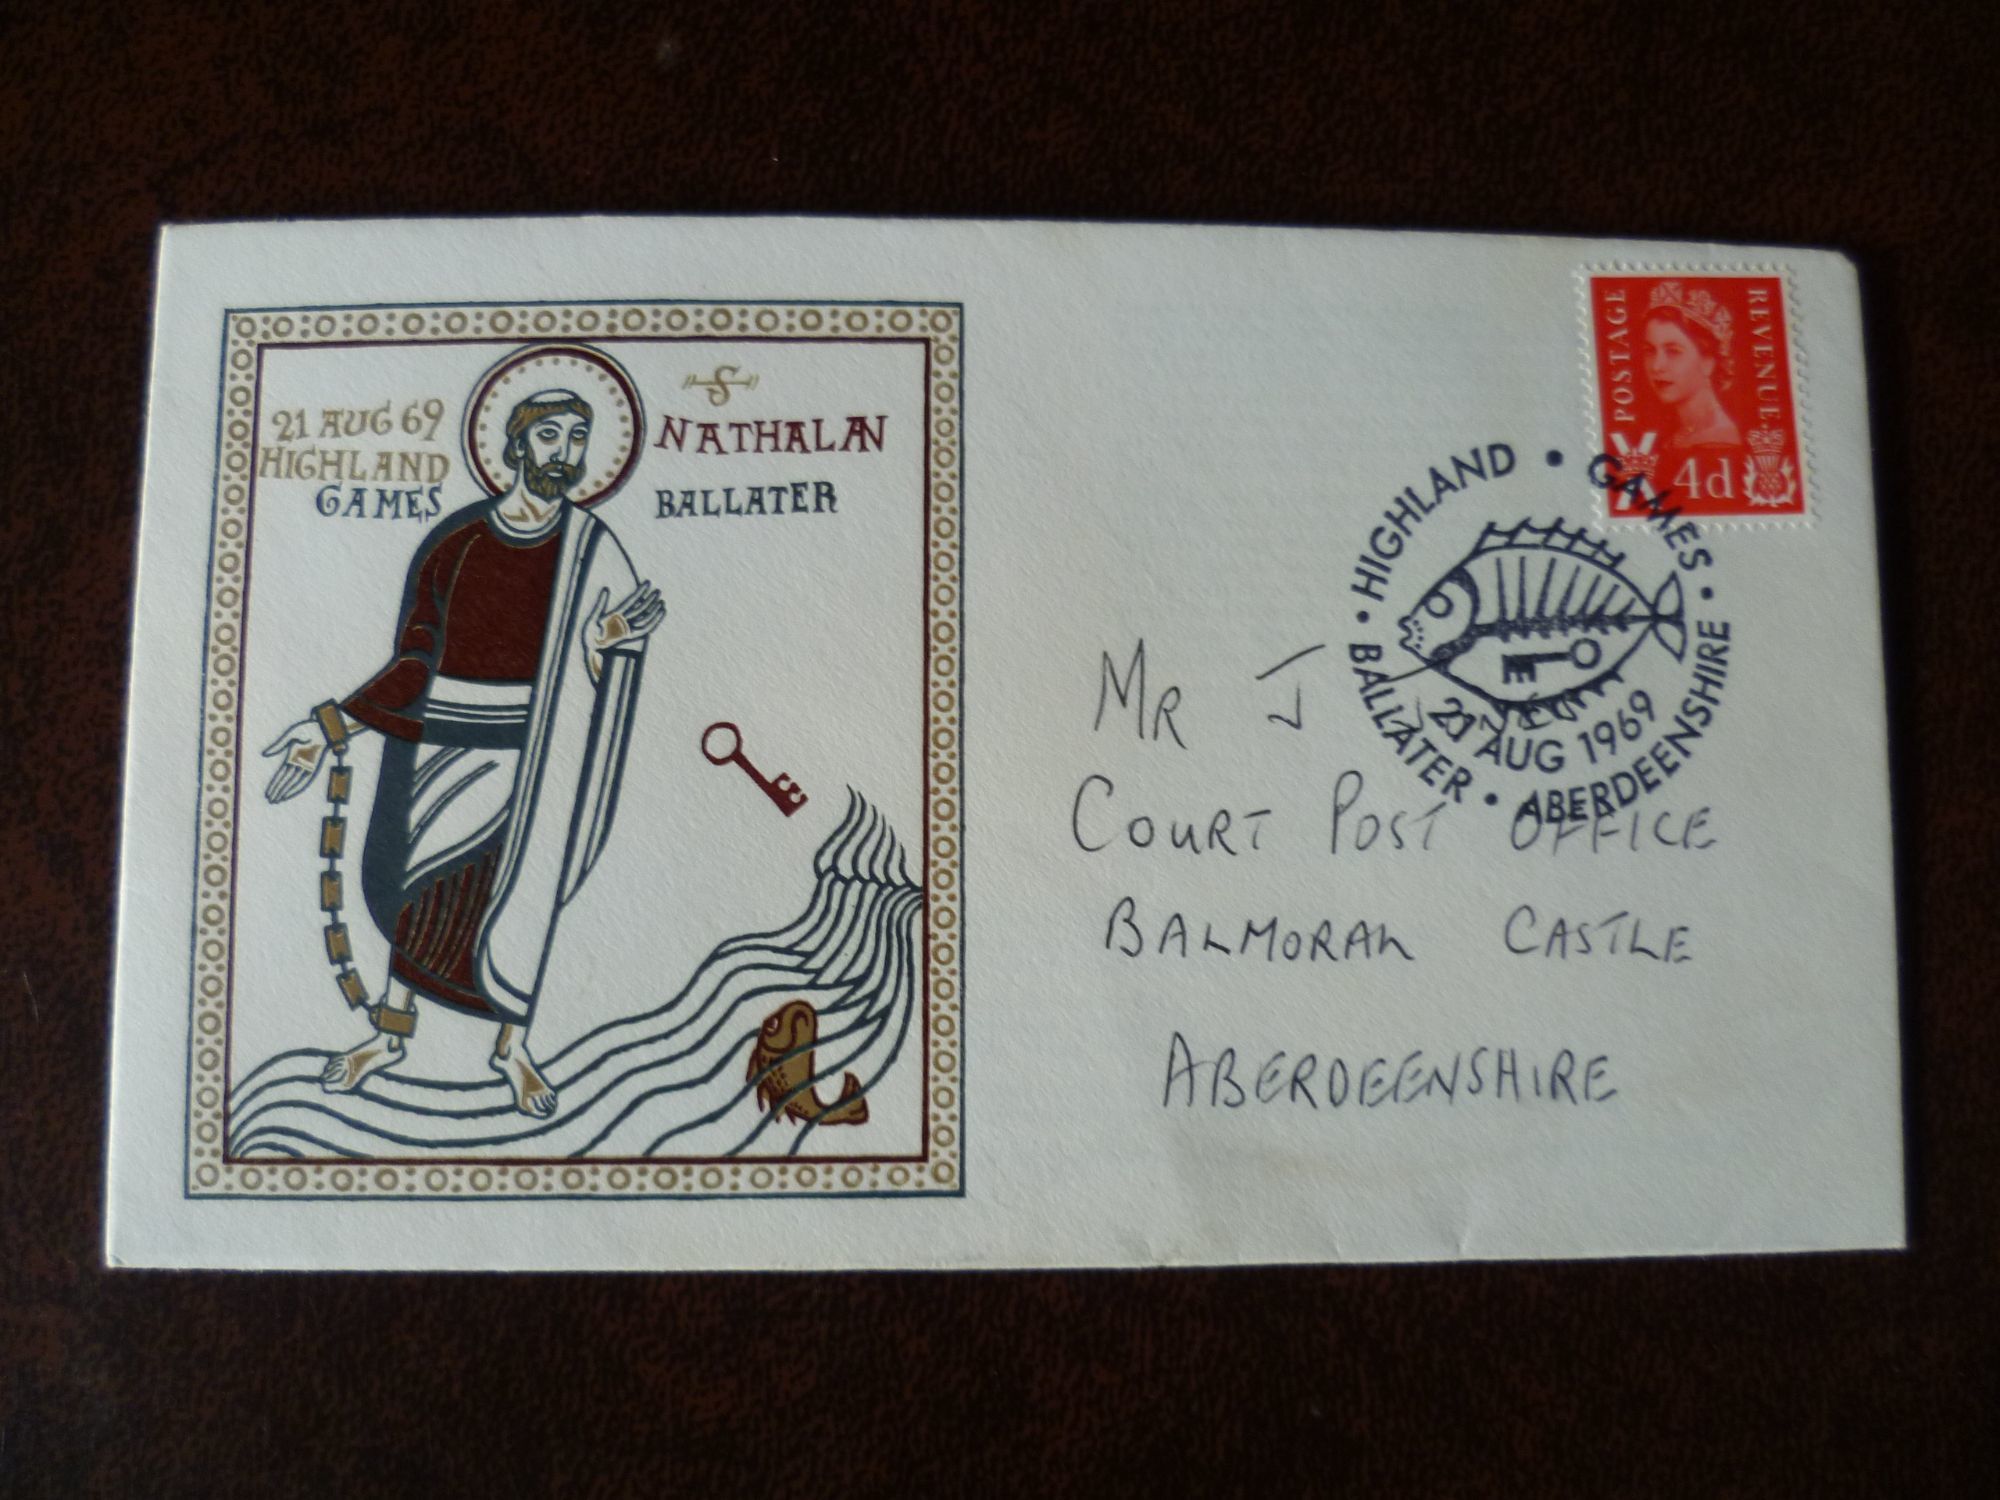 21 AUG 69
HIGHLAND
GAMES
S
NATHALAN
BALLATER
POSTAGE
REVENUE
4d
HIGHLAND • GAMES •
• BALLATER • ABERDEENSHIRE
21 AUG 1969
MR J
COURT POST OFFICE
BALMORAL CASTLE
ABERDEENSHIRE